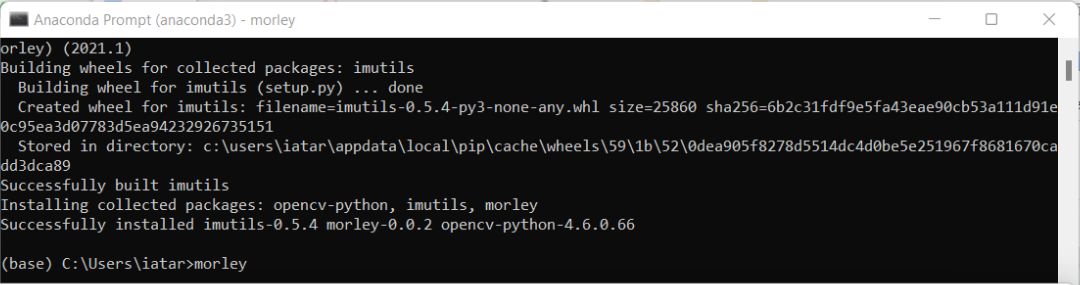 Anaconda Prompt (anaconda3) - morley
orley) (2021.1)
Building wheels for collected packages: imutils
  Building wheel for imutils (setup.py) ... done
  Created wheel for imutils: filename=imutils-0.5.4-py3-none-any.whl size=25860 sha256=6b2c31fdf9e5fa43eae90cb53a111d91e
0c95ea3d07783d5ea94232926735151
  Stored in directory: c:\users\iatar\appdata\local\pip\cache\wheels\59\1b\52\0dea905f8278d5514dc4d0be5e251967f8681670ca
dd3dca89
Successfully built imutils
Installing collected packages: opencv-python, imutils, morley
Successfully installed imutils-0.5.4 morley-0.0.2 opencv-python-4.6.0.66
(base) C:\Users\iatar>morley